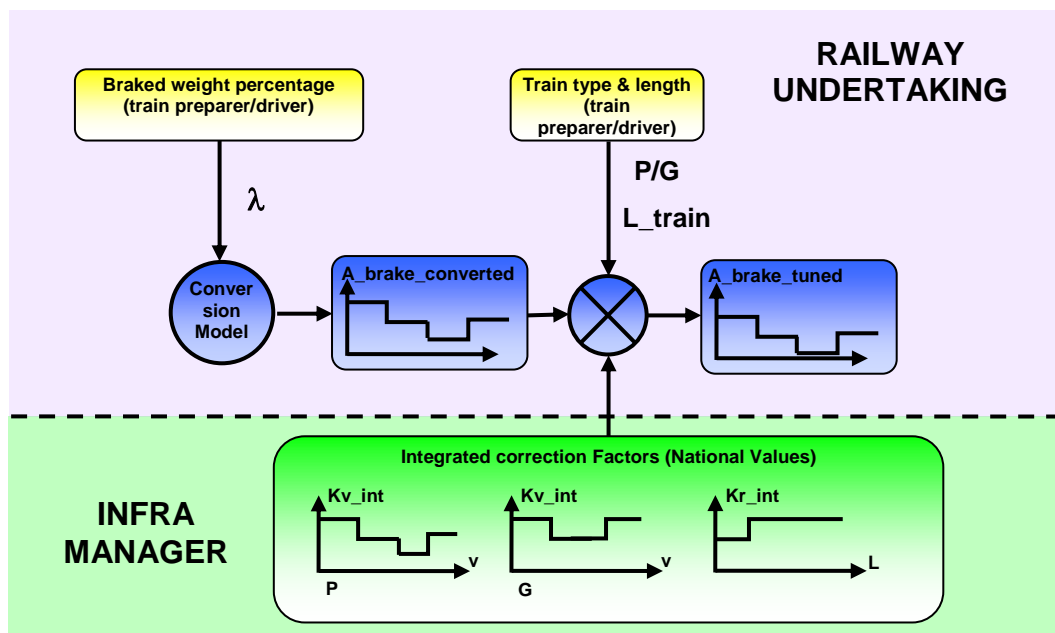 RAILWAY
UNDERTAKING
Braked weight percentage
(train preparer/driver)
Train type & length
(train
preparer/driver)
λ
P/G
L_train
Conver
sion
Model
A_brake_converted
A_brake_tuned
INFRA
MANAGER
Integrated correction Factors (National Values)
Kv_int
v
P
Kv_int
v
G
Kr_int
L